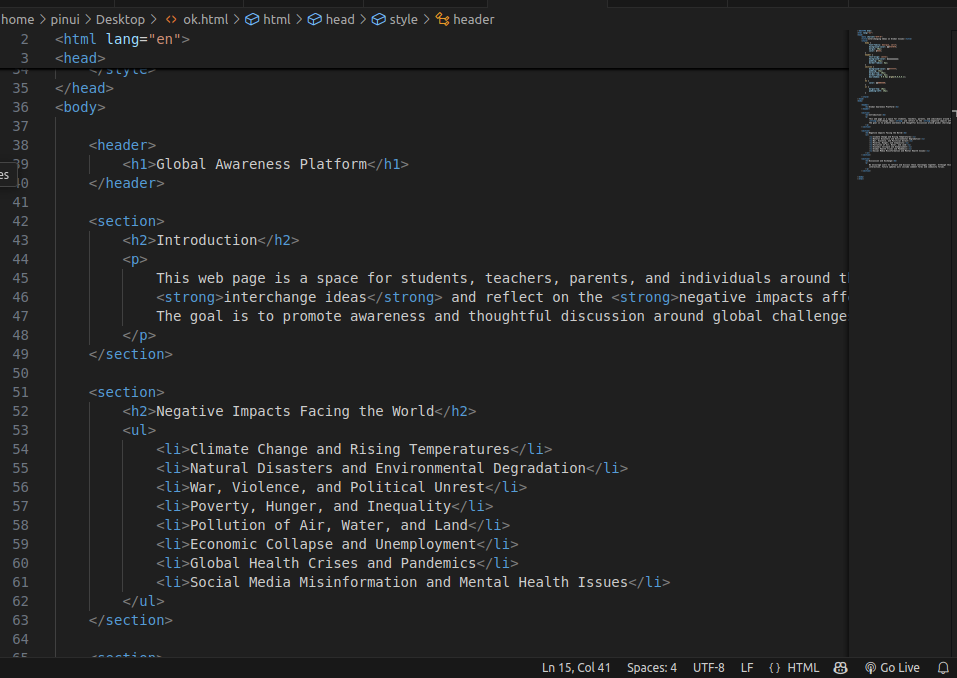 home > pinui > Desktop > <> ok.html > html > head > style > header
2 <html lang="en">
3 <head>
34 </style>
35 </head>
36 <body>
37
38 <header>
39 <h1>Global Awareness Platform</h1>
es
40 </header>
41
42 <section>
43 <h2>Introduction</h2>
44 <p>
45 This web page is a space for students, teachers, parents, and individuals around
46 <strong>interchange ideas</strong> and reflect on the <strong>negative impacts
47 The goal is to promote awareness and thoughtful discussion around global challenge
48 </p>
49 </section>
50
51 <section>
52 <h2>Negative Impacts Facing the World</h2>
53 <ul>
54 <li>Climate Change and Rising Temperatures</li>
55 <li>Natural Disasters and Environmental Degradation</li>
56 <li>War, Violence, and Political Unrest</li>
57 <li>Poverty, Hunger, and Inequality</li>
58 <li>Pollution of Air, Water, and Land</li>
59 <li>Economic Collapse and Unemployment</li>
60 <li>Global Health Crises and Pandemics</li>
61 <li>Social Media Misinformation and Mental Health Issues</li>
62 </ul>
63 </section>
64
65 <section>
Ln 15, Col 41 Spaces: 4 UTF-8 LF {} HTML Go Live